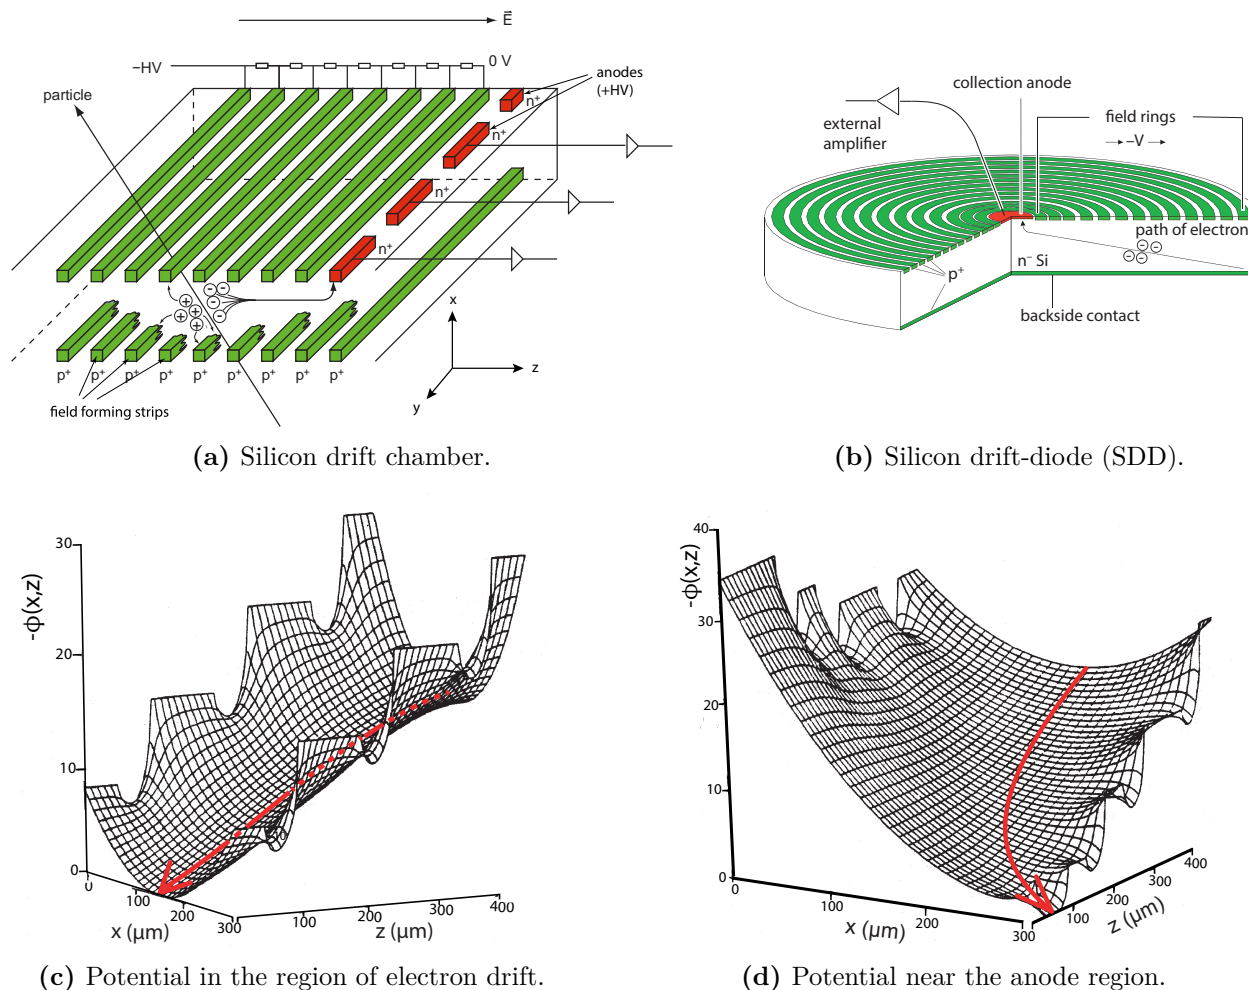 E
−HV
0 V
anodes
(+HV)
particle
n⁺
n⁺
n⁺
n⁺
+
+
+
+
-
-
-
-
p⁺ p⁺ p⁺ p⁺ p⁺ p⁺ p⁺ p⁺ p⁺
field forming strips
x
z
y
(a) Silicon drift chamber.
collection anode
external
amplifier
field rings
−V
path of electron
n⁻ Si
p⁺
backside contact
(b) Silicon drift-diode (SDD).
-ϕ(x,z)
30
20
10
0
0
100
200
300
x (μm)
0
100
200
300
400
z (μm)
(c) Potential in the region of electron drift.
-ϕ(x,z)
40
30
20
10
0
0
100
200
300
x (μm)
100
200
300
400
z (μm)
(d) Potential near the anode region.